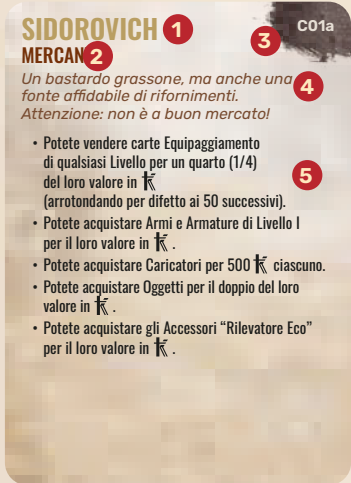 SIDOROVICH 1
3 C01a
MERCAN 2
Un bastardo grassone, ma anche una 4
fonte affidabile di rifornimenti.
Attenzione: non è a buon mercato!
• Potete vendere carte Equipaggiamento
di qualsiasi Livello per un quarto (1/4) 5
del loro valore in
(arrotondando per difetto ai 50 successivi).
• Potete acquistare Armi e Armature di Livello I
per il loro valore in .
• Potete acquistare Caricatori per 500 ciascuno.
• Potete acquistare Oggetti per il doppio del loro
valore in .
• Potete acquistare gli Accessori “Rilevatore Eco”
per il loro valore in .